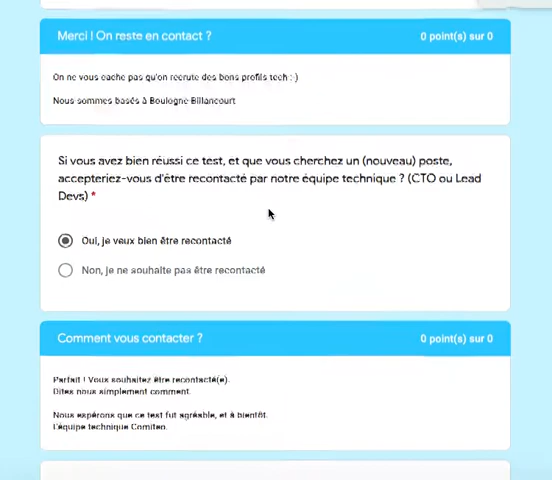 Merci ! On reste en contact ?
0 point(s) sur 0
On ne vous cache pas qu'on recrute des bons profils tech :-)
Nous sommes basés à Boulogne-Billancourt
Si vous avez bien réussi ce test, et que vous cherchez un (nouveau) poste,
accepteriez-vous d'être recontacté par notre équipe technique ? (CTO ou Lead
Devs) *
Oui, je veux bien être recontacté
Non, je ne souhaite pas être recontacté
Comment vous contacter ?
0 point(s) sur 0
Parfait ! Vous souhaitez être recontacté(e).
Dites nous simplement comment.
Nous espérons que ce test fut agréable, et à bientôt.
L'équipe technique Comiteo.